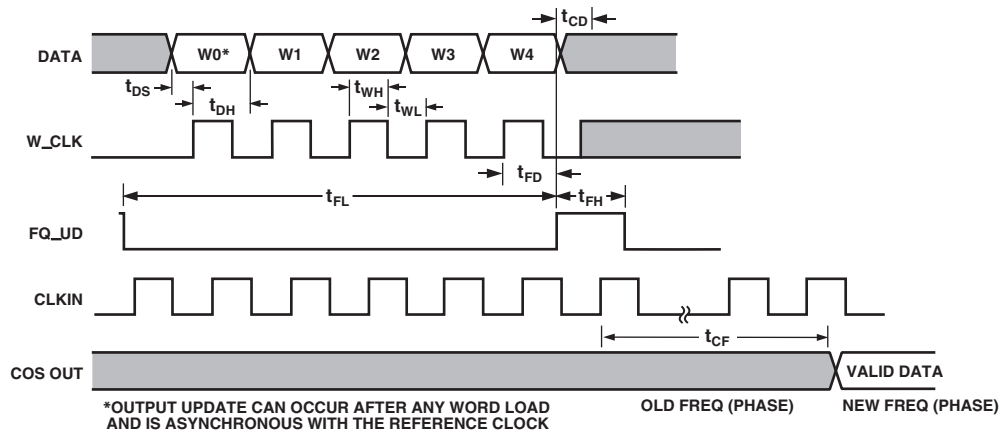 tCD
DATA
W0*
W1
W2
W3
W4
tDS
tDH
tWH
tWL
W_CLK
tFD
tFL
tFH
FQ_UD
CLKIN
tCF
COS OUT
VALID DATA
*OUTPUT UPDATE CAN OCCUR AFTER ANY WORD LOAD
AND IS ASYNCHRONOUS WITH THE REFERENCE CLOCK
OLD FREQ (PHASE)
NEW FREQ (PHASE)